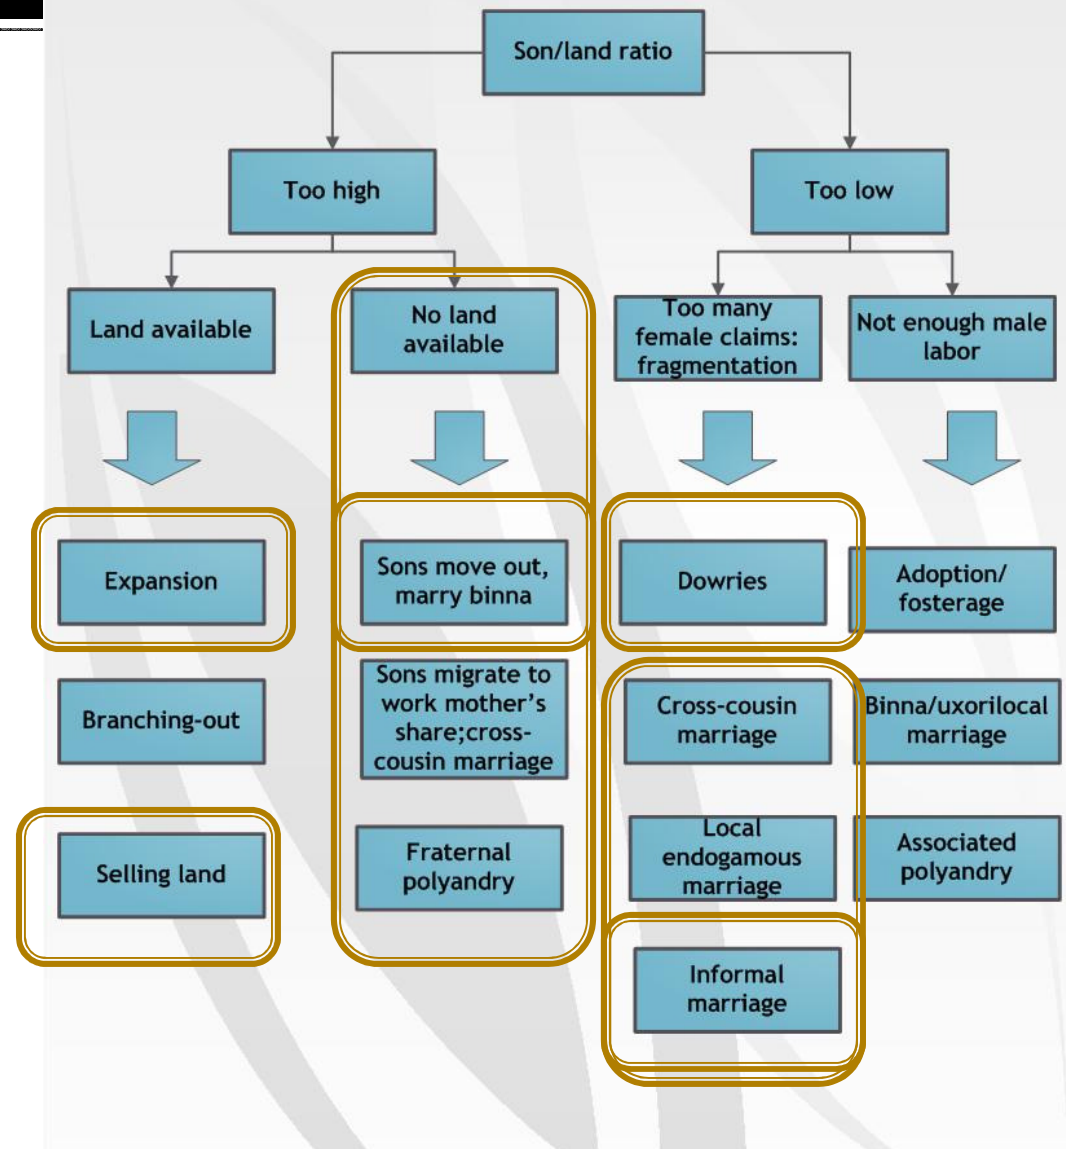 Son/land ratio
Too high
Too low
Land available
No land
available
Too many
female claims:
fragmentation
Not enough male
labor
Expansion
Sons move out,
marry binna
Dowries
Adoption/
fosterage
Branching-out
Sons migrate to
work mother's
share;cross-
cousin marriage
Cross-cousin
marriage
Binna/uxorilocal
marriage
Selling land
Fraternal
polyandry
Local
endogamous
marriage
Associated
polyandry
Informal
marriage